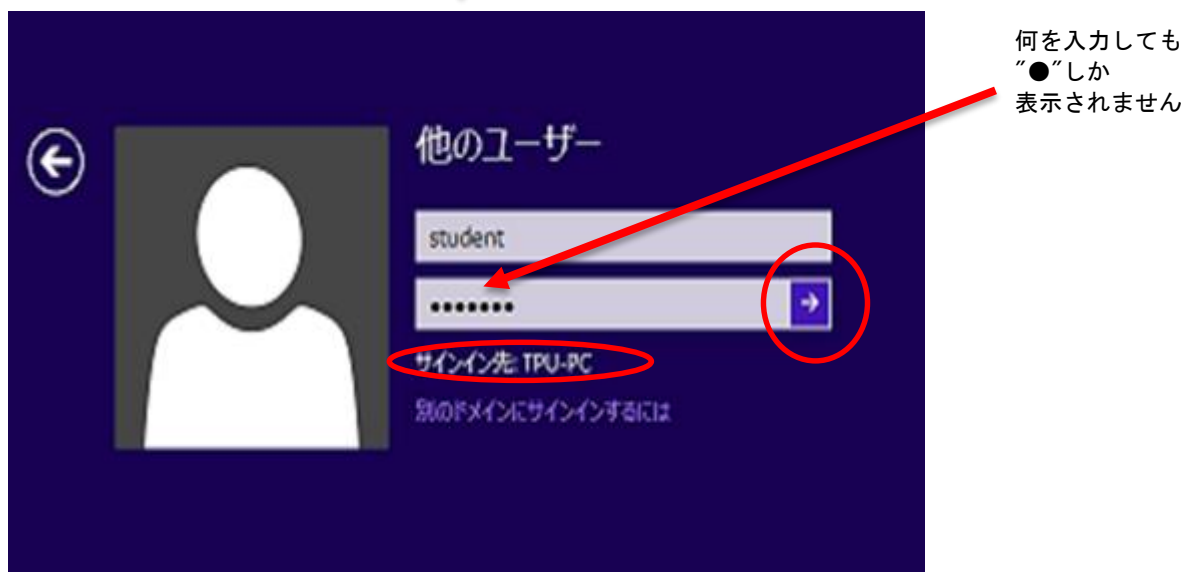 何を入力しても
″●″しか
表示されません
他のユーザー
student
●●●●●●●
サインイン先: TPU-PC
別のドメインにサインインするには